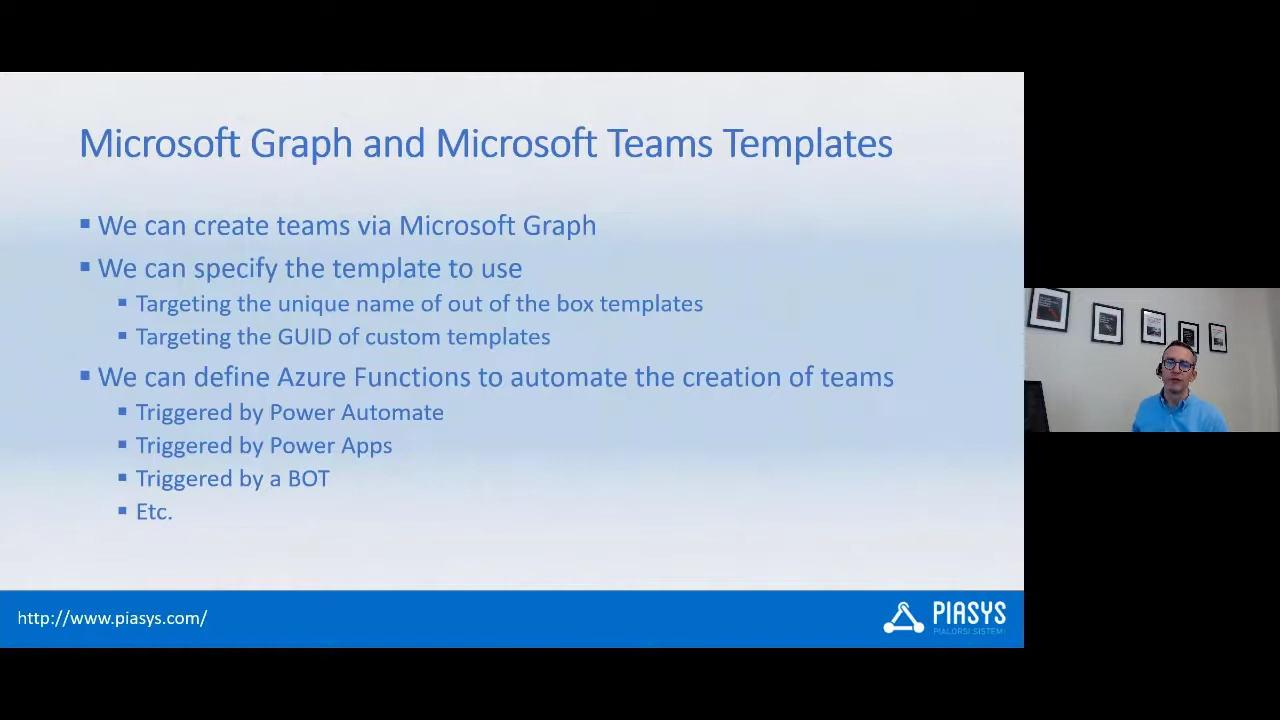 Microsoft Graph and Microsoft Teams Templates
We can create teams via Microsoft Graph
We can specify the template to use
Targeting the unique name of out of the box templates
Targeting the GUID of custom templates
We can define Azure Functions to automate the creation of teams
Triggered by Power Automate
Triggered by Power Apps
Triggered by a BOT
Etc.
http://www.piasys.com/
PIASYS
PIALORSI SISTEMI